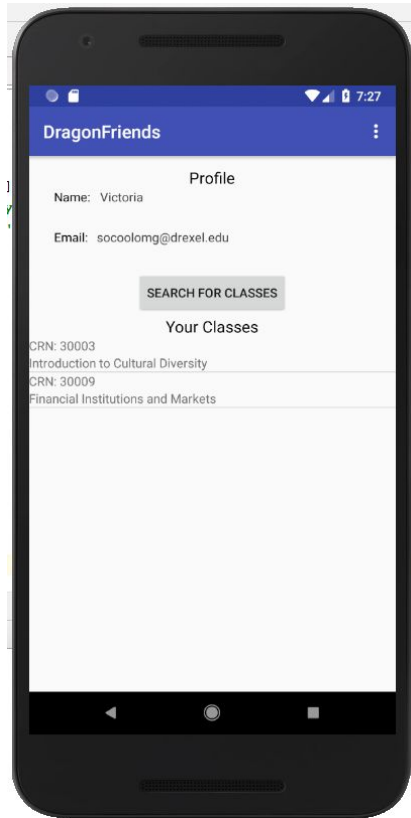 7:27
DragonFriends
Profile
Name: Victoria
Email: socoolomg@drexel.edu
SEARCH FOR CLASSES
Your Classes
CRN: 30003
Introduction to Cultural Diversity
CRN: 30009
Financial Institutions and Markets